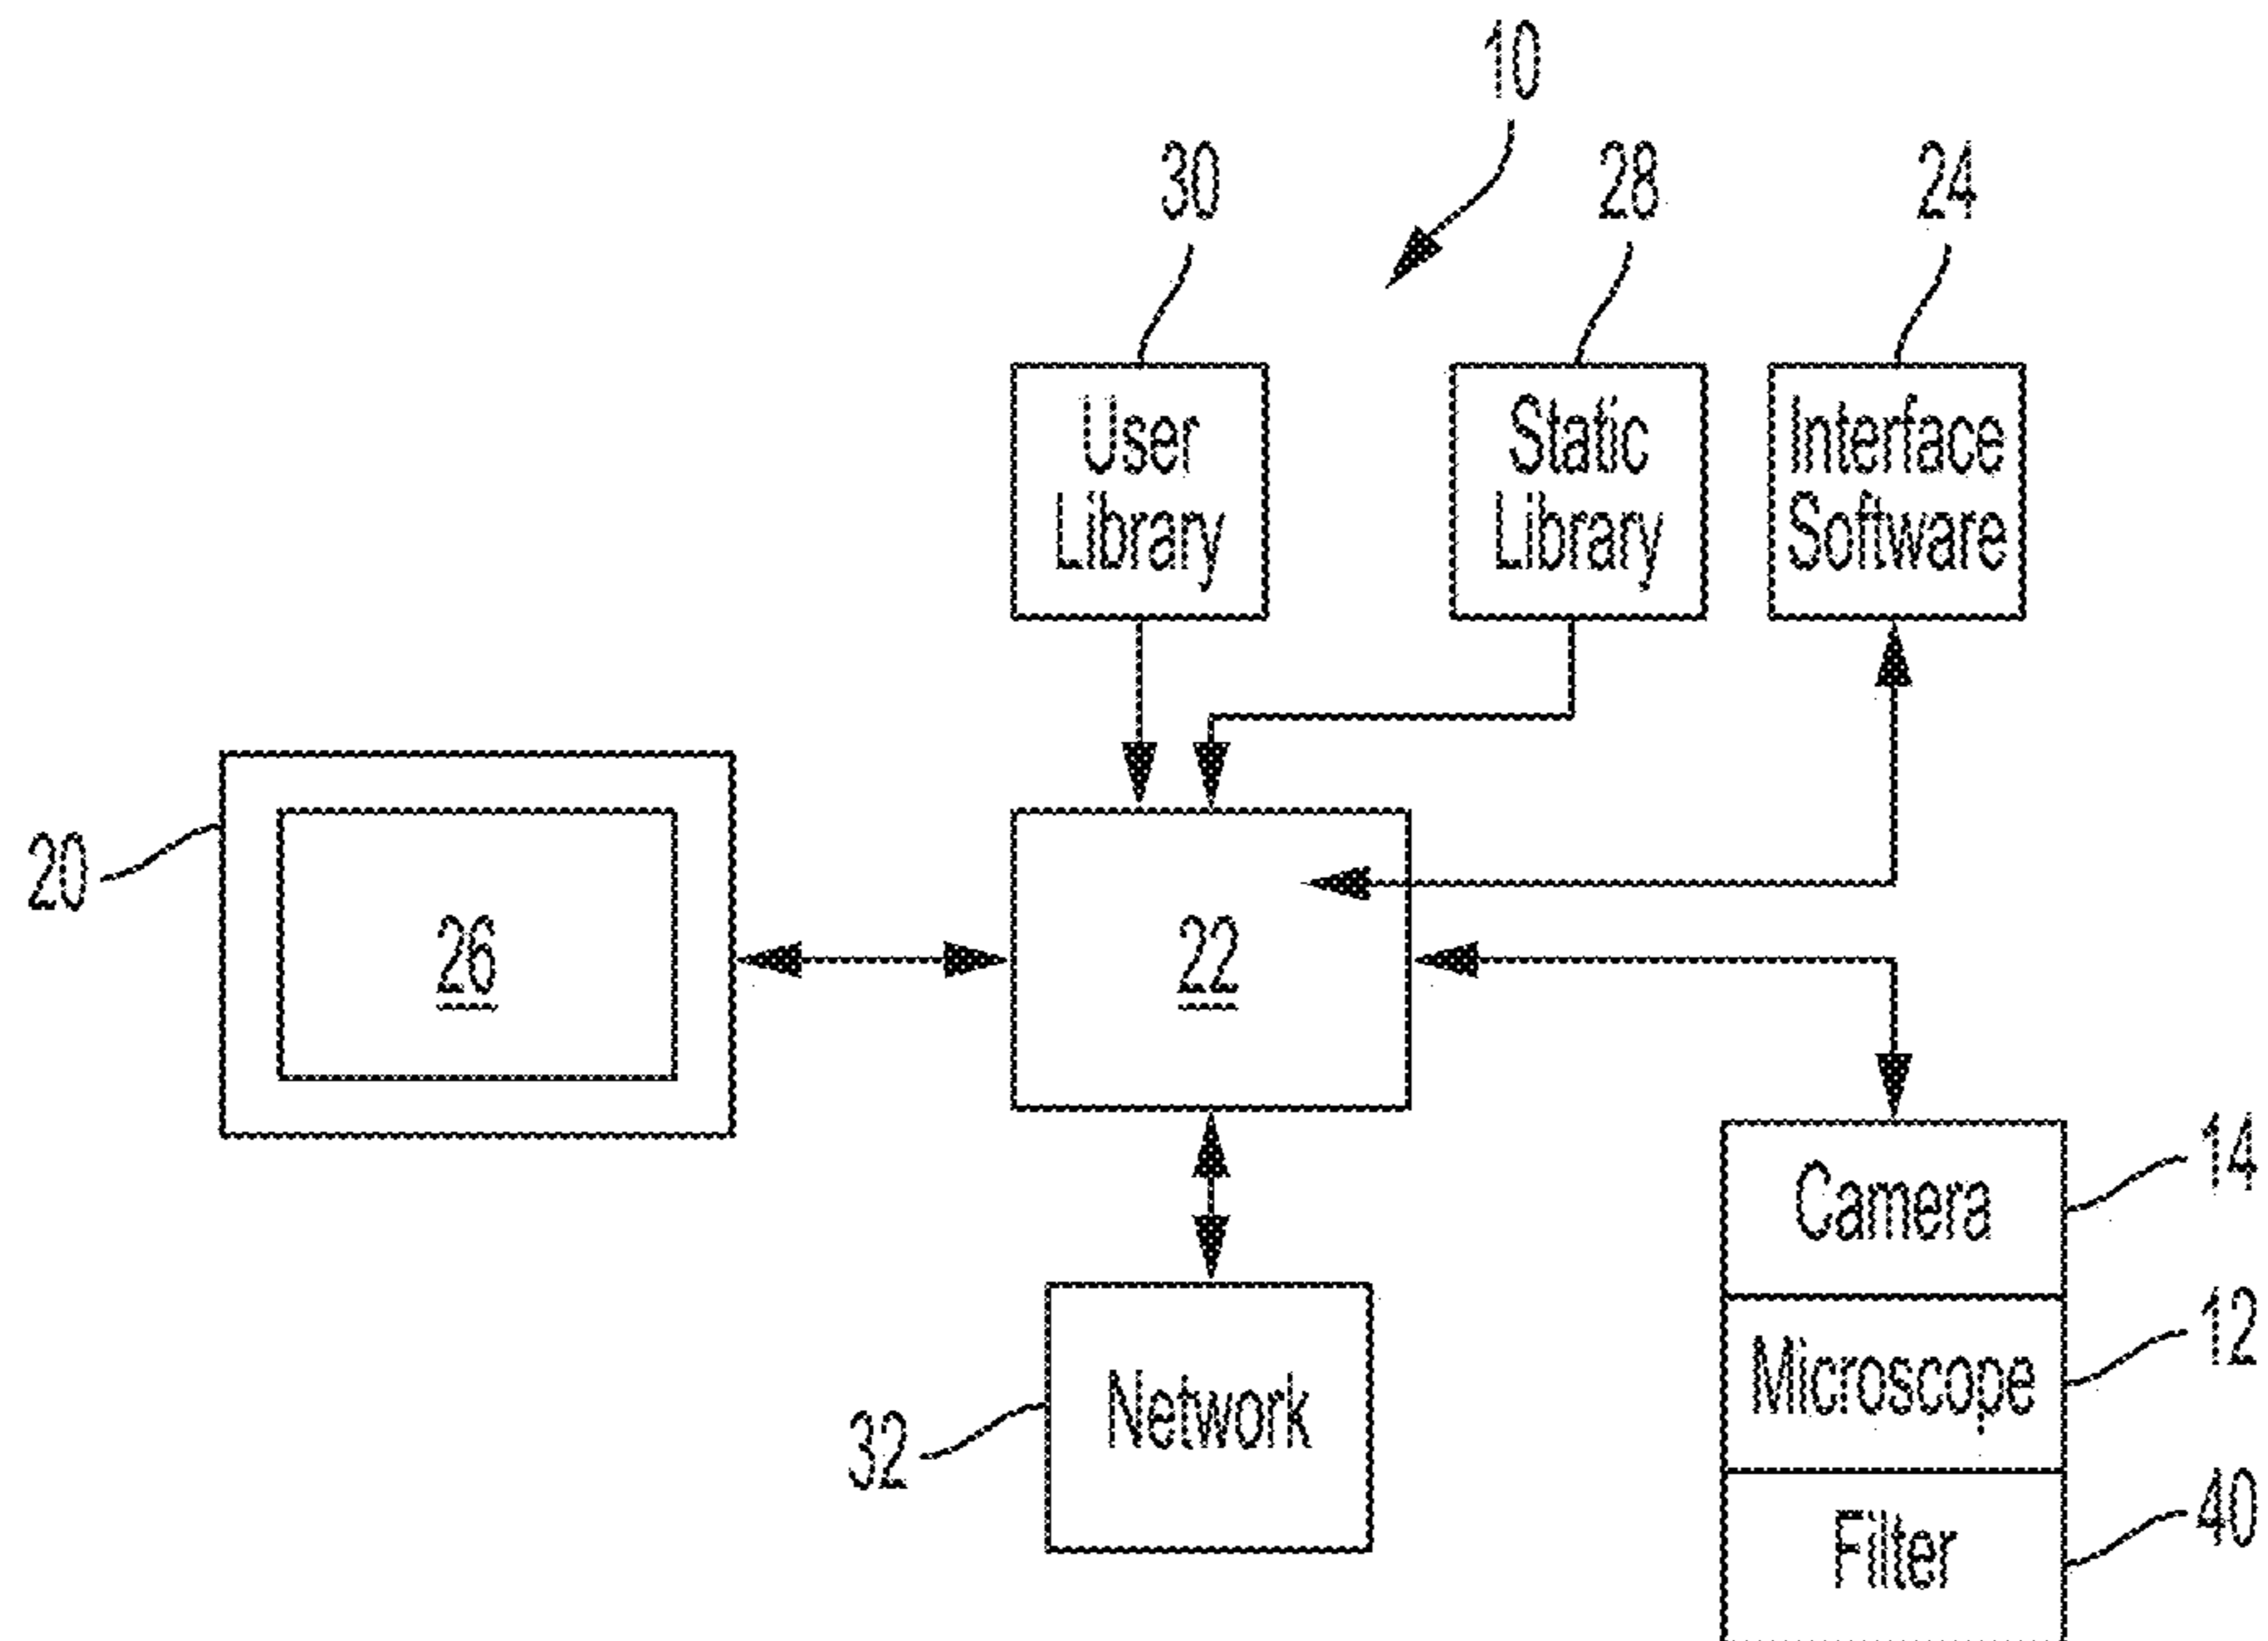 10
30
28
24
User
Library
Static
Library
Interface
Software
20
26
22
14
Camera
12
Microscope
32
Network
40
Filter